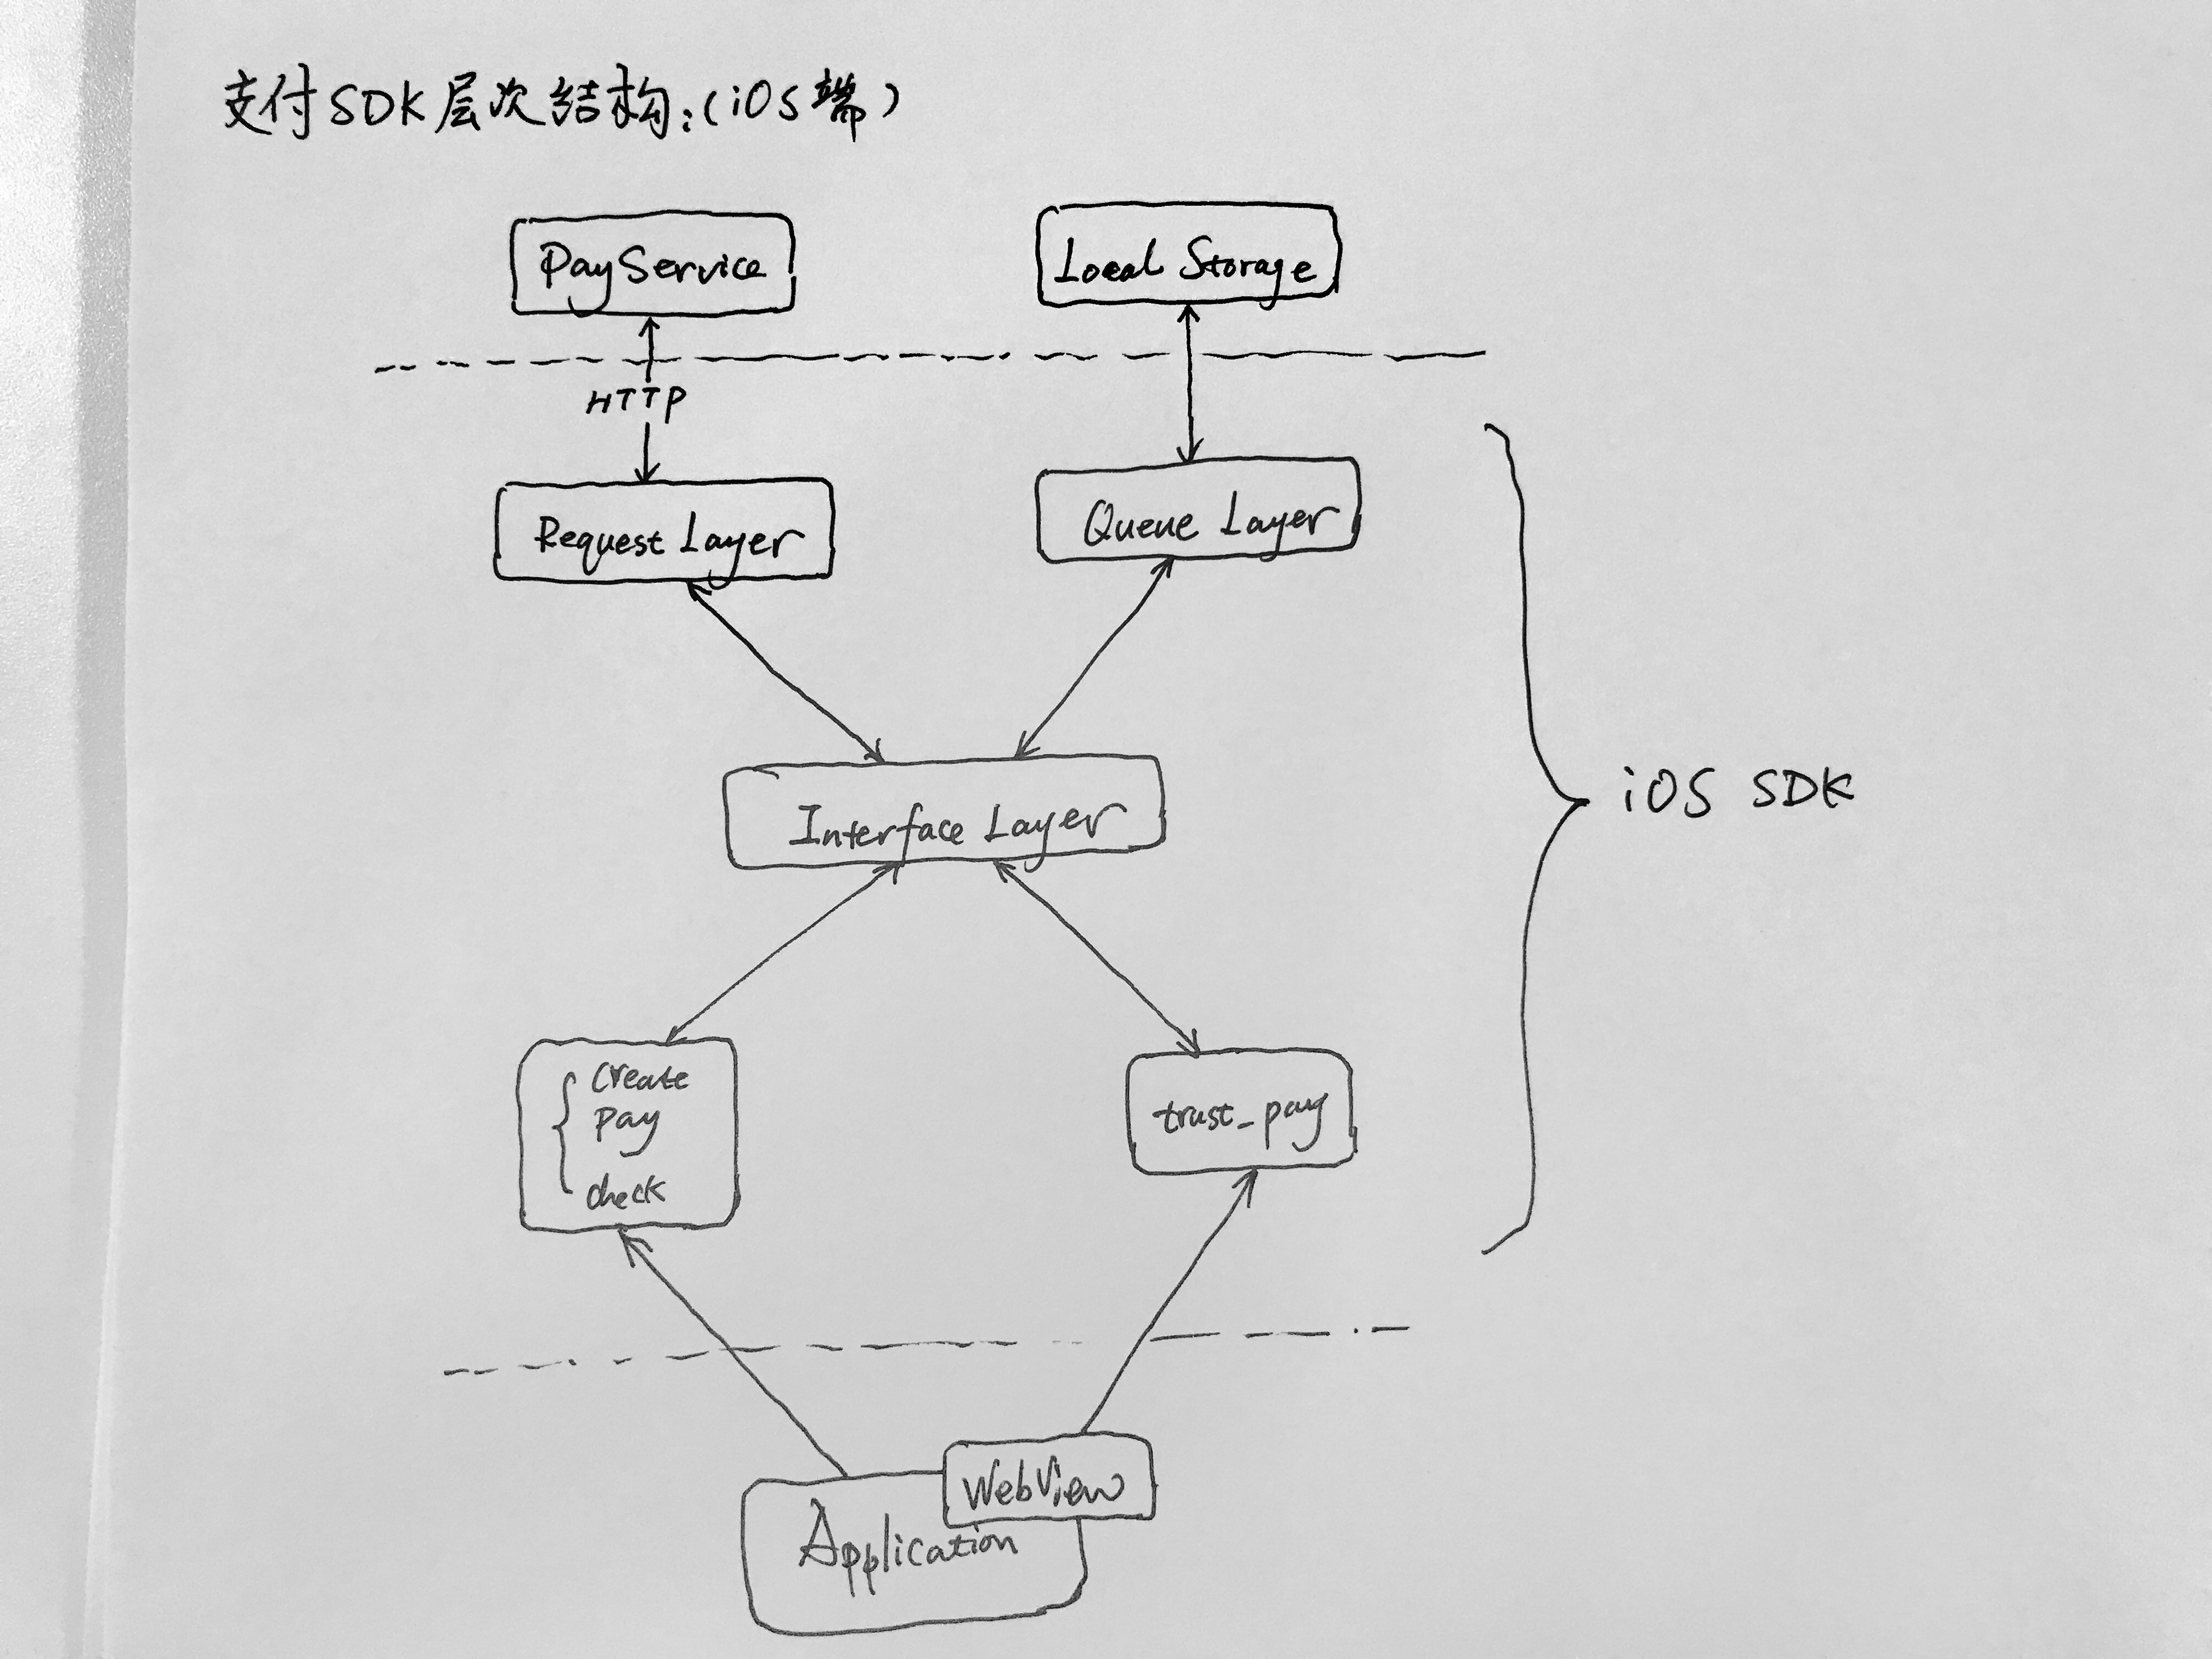 支付SDK层次结构:(iOS端)
PayService
Local Storage
HTTP
Request Layer
Queue Layer
Interface Layer
iOS SDK
create
pay
check
trust_pay
WebView
Application